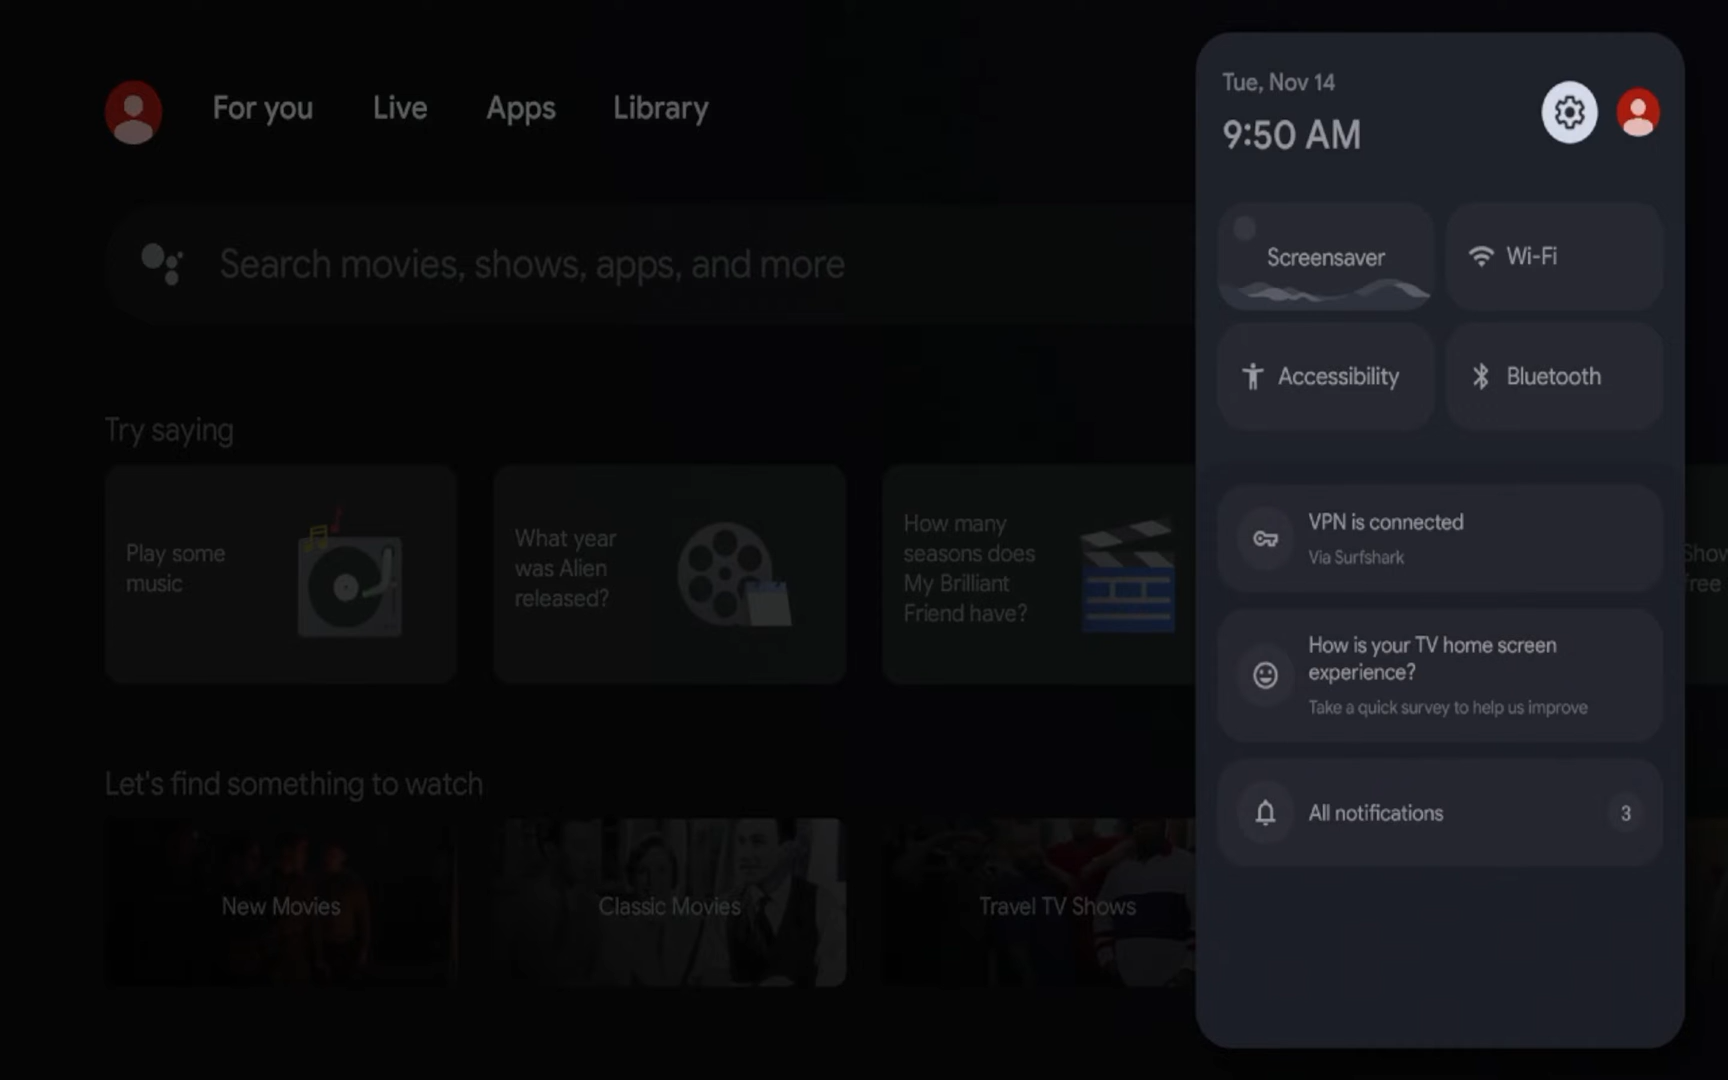 For you
Live
Apps
Library
Search movies, shows, apps, and more
Try saying
Play some
music
What year
was Alien
released?
How many
seasons does
My Brilliant
Friend have?
Let's find something to watch
New Movies
Classic Movies
Travel TV Shows
Tue, Nov 14
9:50 AM
Screensaver
Wi-Fi
Accessibility
Bluetooth
VPN is connected
Via Surfshark
How is your TV home screen
experience?
Take a quick survey to help us improve
All notifications
3